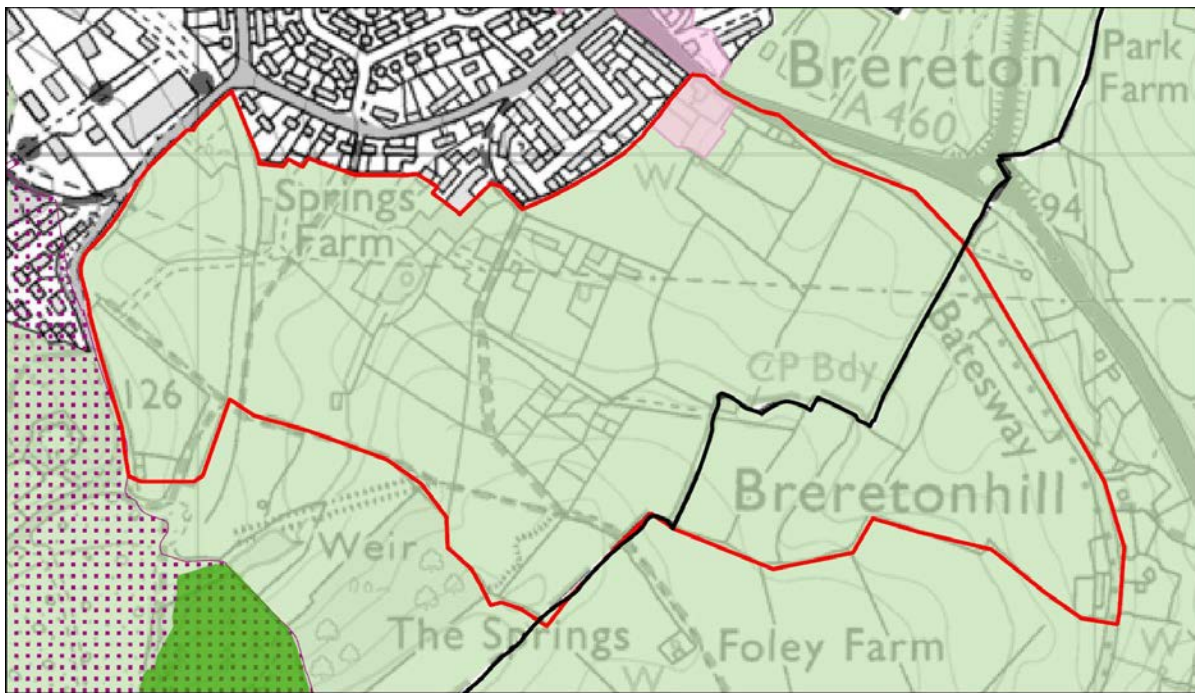 Brereton
Park
Farm
A 460
W
Springs
Farm
94
CP Bdy
Batesway
126
Breretonhill
Weir
The Springs
Foley Farm
W
W